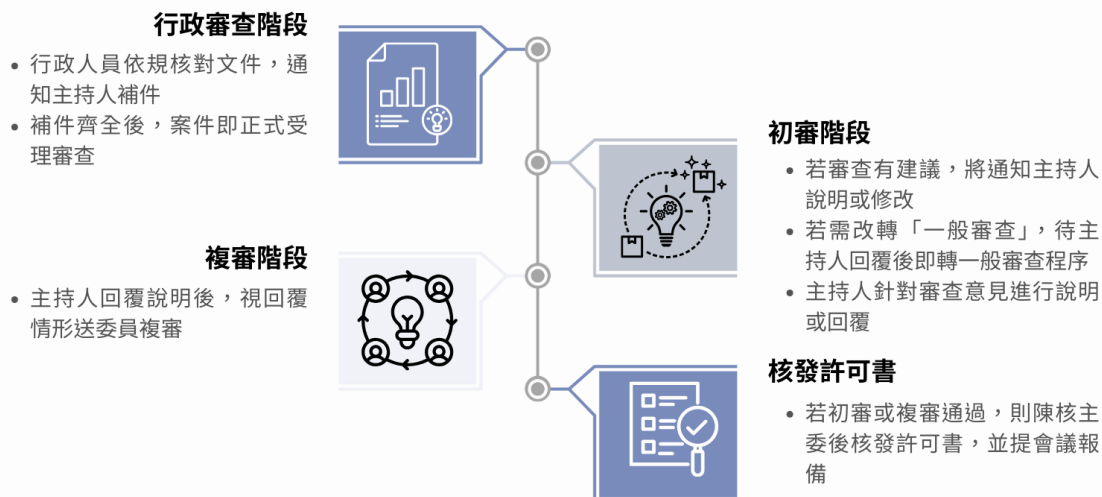 行政審查階段
• 行政人員依規核對文件，通
知主持人補件
• 補件齊全後，案件即正式受
理審查
初審階段
• 若審查有建議，將通知主持人
說明或修改
• 若需改轉「一般審查」，待主
持人回覆後即轉一般審查程序
• 主持人針對審查意見進行說明
或回覆
複審階段
• 主持人回覆說明後，視回覆
情形送委員複審
核發許可書
• 若初審或複審通過，則陳核主
委後核發許可書，並提會議報
備